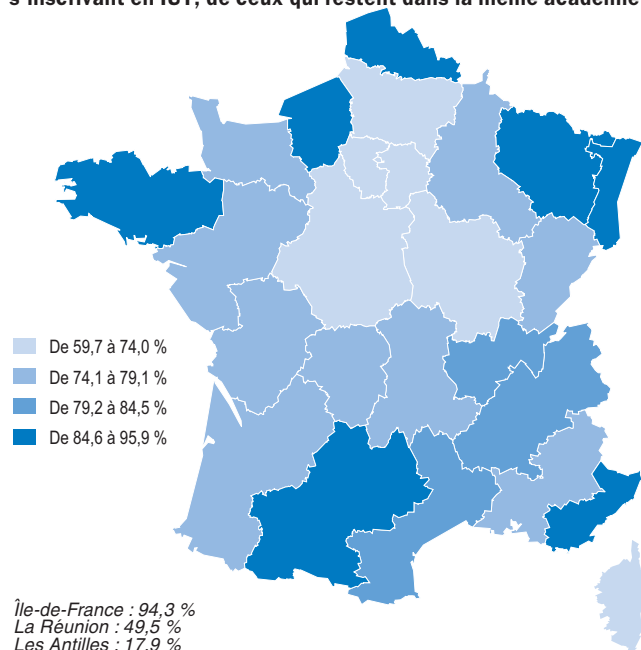 s'inscrivant en IUT, de ceux qui restent dans la même académie
De 59,7 à 74,0 %
De 74,1 à 79,1 %
De 79,2 à 84,5 %
De 84,6 à 95,9 %
Île-de-France : 94,3 %
La Réunion : 49,5 %
Les Antilles : 17,9 %